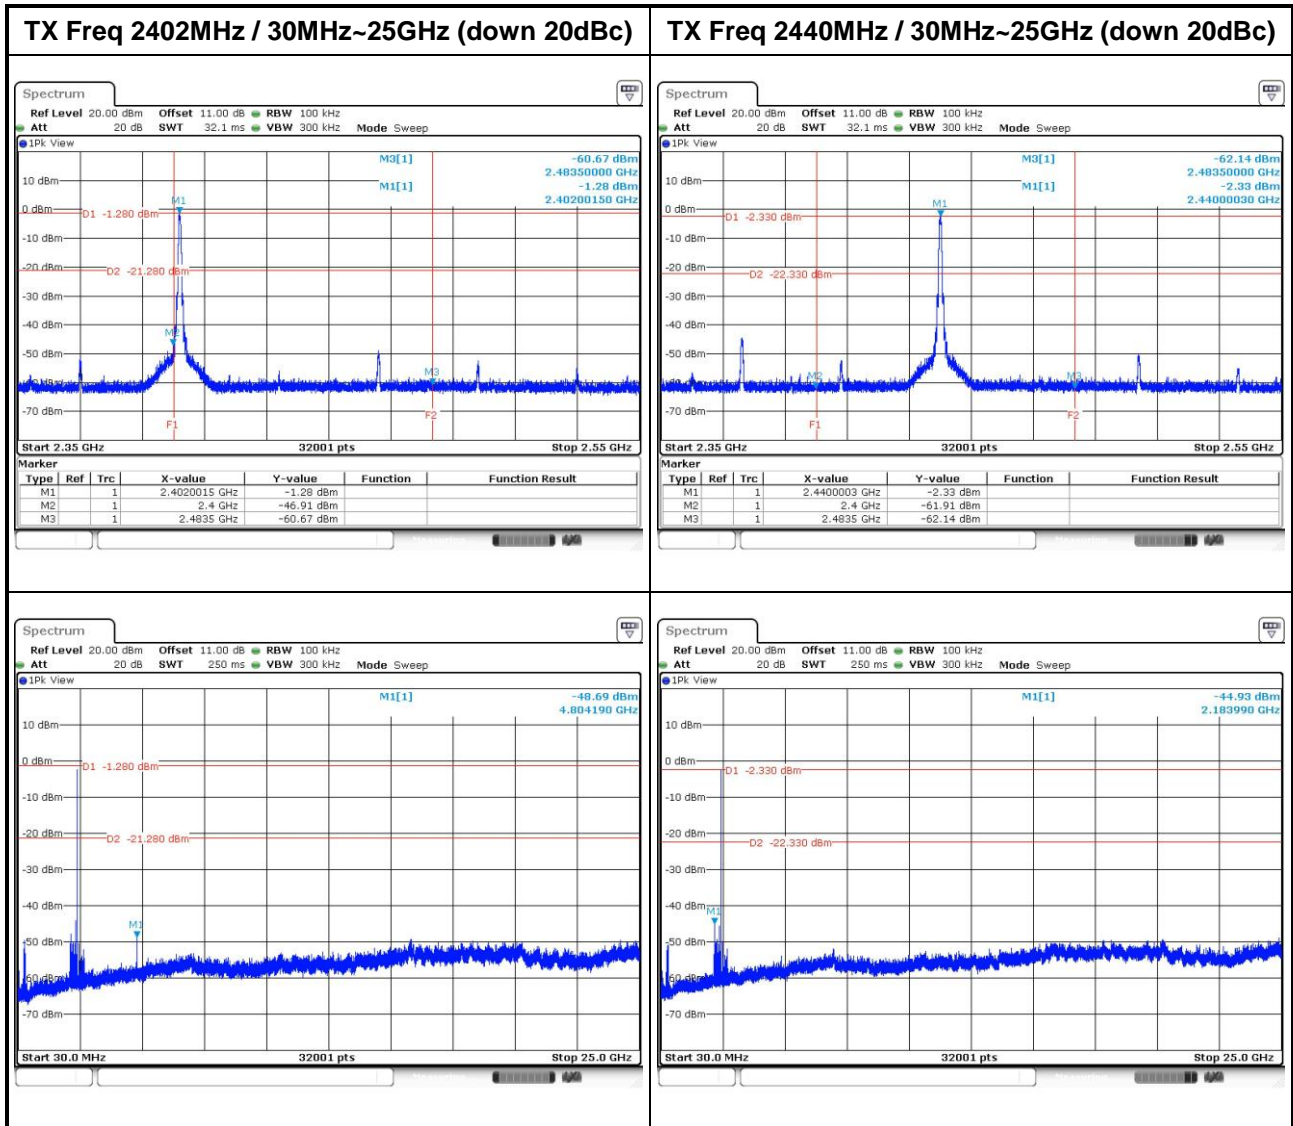 TX Freq 2402MHz / 30MHz~25GHz (down 20dBc)
TX Freq 2440MHz / 30MHz~25GHz (down 20dBc)
Spectrum
Ref Level 20.00 dBm Offset 11.00 dB RBW 100 kHz
Att 20 dB SWT 32.1 ms VBW 300 kHz Mode Sweep
1Pk View
M3[1] -60.67 dBm
2.48350000 GHz
M1[1] -1.28 dBm
2.40200150 GHz
10 dBm
M1
0 dBm
D1 -1.280 dBm
-10 dBm
-20 dBm
D2 -21.280 dBm
-30 dBm
-40 dBm
M2
-50 dBm
M3
-70 dBm
F1
F2
Start 2.35 GHz 32001 pts Stop 2.55 GHz
Marker
Type Ref Trc X-value Y-value Function Function Result
M1 1 2.4020015 GHz -1.28 dBm
M2 1 2.4 GHz -46.91 dBm
M3 1 2.4835 GHz -60.67 dBm
Spectrum
Ref Level 20.00 dBm Offset 11.00 dB RBW 100 kHz
Att 20 dB SWT 32.1 ms VBW 300 kHz Mode Sweep
1Pk View
M3[1] -62.14 dBm
2.48350000 GHz
M1[1] -2.33 dBm
2.44000030 GHz
10 dBm
M1
0 dBm
D1 -2.330 dBm
-10 dBm
-20 dBm
D2 -22.330 dBm
-30 dBm
-40 dBm
-50 dBm
M2
M3
-70 dBm
F1
F2
Start 2.35 GHz 32001 pts Stop 2.55 GHz
Marker
Type Ref Trc X-value Y-value Function Function Result
M1 1 2.4400003 GHz -2.33 dBm
M2 1 2.4 GHz -61.91 dBm
M3 1 2.4835 GHz -62.14 dBm
Spectrum
Ref Level 20.00 dBm Offset 11.00 dB RBW 100 kHz
Att 20 dB SWT 250 ms VBW 300 kHz Mode Sweep
1Pk View
M1[1] -48.69 dBm
4.804190 GHz
10 dBm
0 dBm
D1 -1.280 dBm
-10 dBm
-20 dBm
D2 -21.280 dBm
-30 dBm
-40 dBm
M1
-50 dBm
-70 dBm
Start 30.0 MHz 32001 pts Stop 25.0 GHz
Spectrum
Ref Level 20.00 dBm Offset 11.00 dB RBW 100 kHz
Att 20 dB SWT 250 ms VBW 300 kHz Mode Sweep
1Pk View
M1[1] -44.93 dBm
2.183990 GHz
10 dBm
0 dBm
D1 -2.330 dBm
-10 dBm
-20 dBm
D2 -22.330 dBm
-30 dBm
-40 dBm
M1
-50 dBm
-70 dBm
Start 30.0 MHz 32001 pts Stop 25.0 GHz